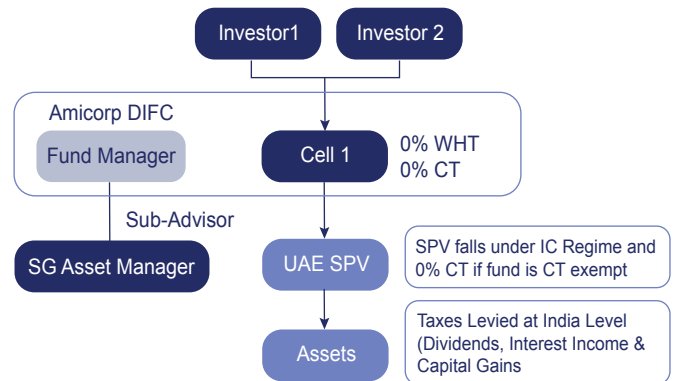 Investor1
Investor 2
Amicorp DIFC
Fund Manager
Cell 1
0% WHT
0% CT
Sub-Advisor
SG Asset Manager
UAE SPV
SPV falls under IC Regime and
0% CT if fund is CT exempt
Assets
Taxes Levied at India Level
(Dividends, Interest Income &
Capital Gains